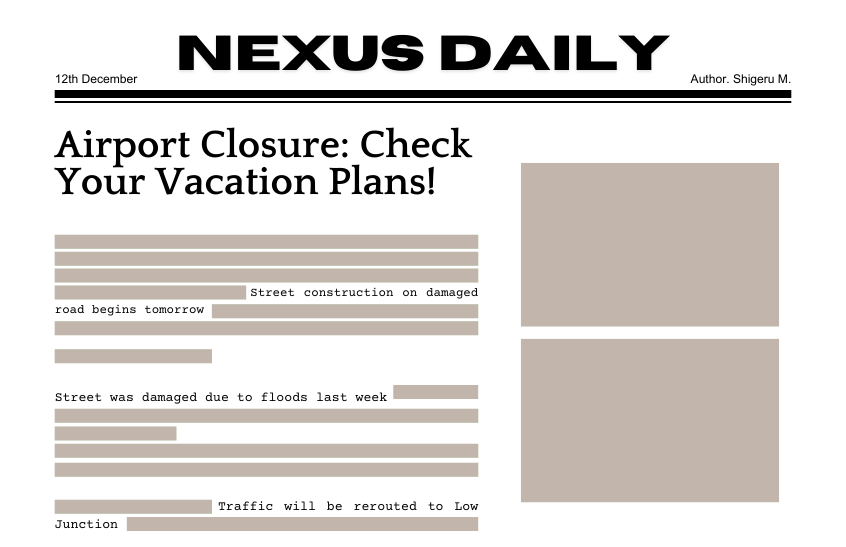 NEXUS DAILY
12th December
Author. Shigeru M.
Airport Closure: Check
Your Vacation Plans!
Street construction on damaged
road begins tomorrow
Street was damaged due to floods last week
Traffic will be rerouted to Low
Junction